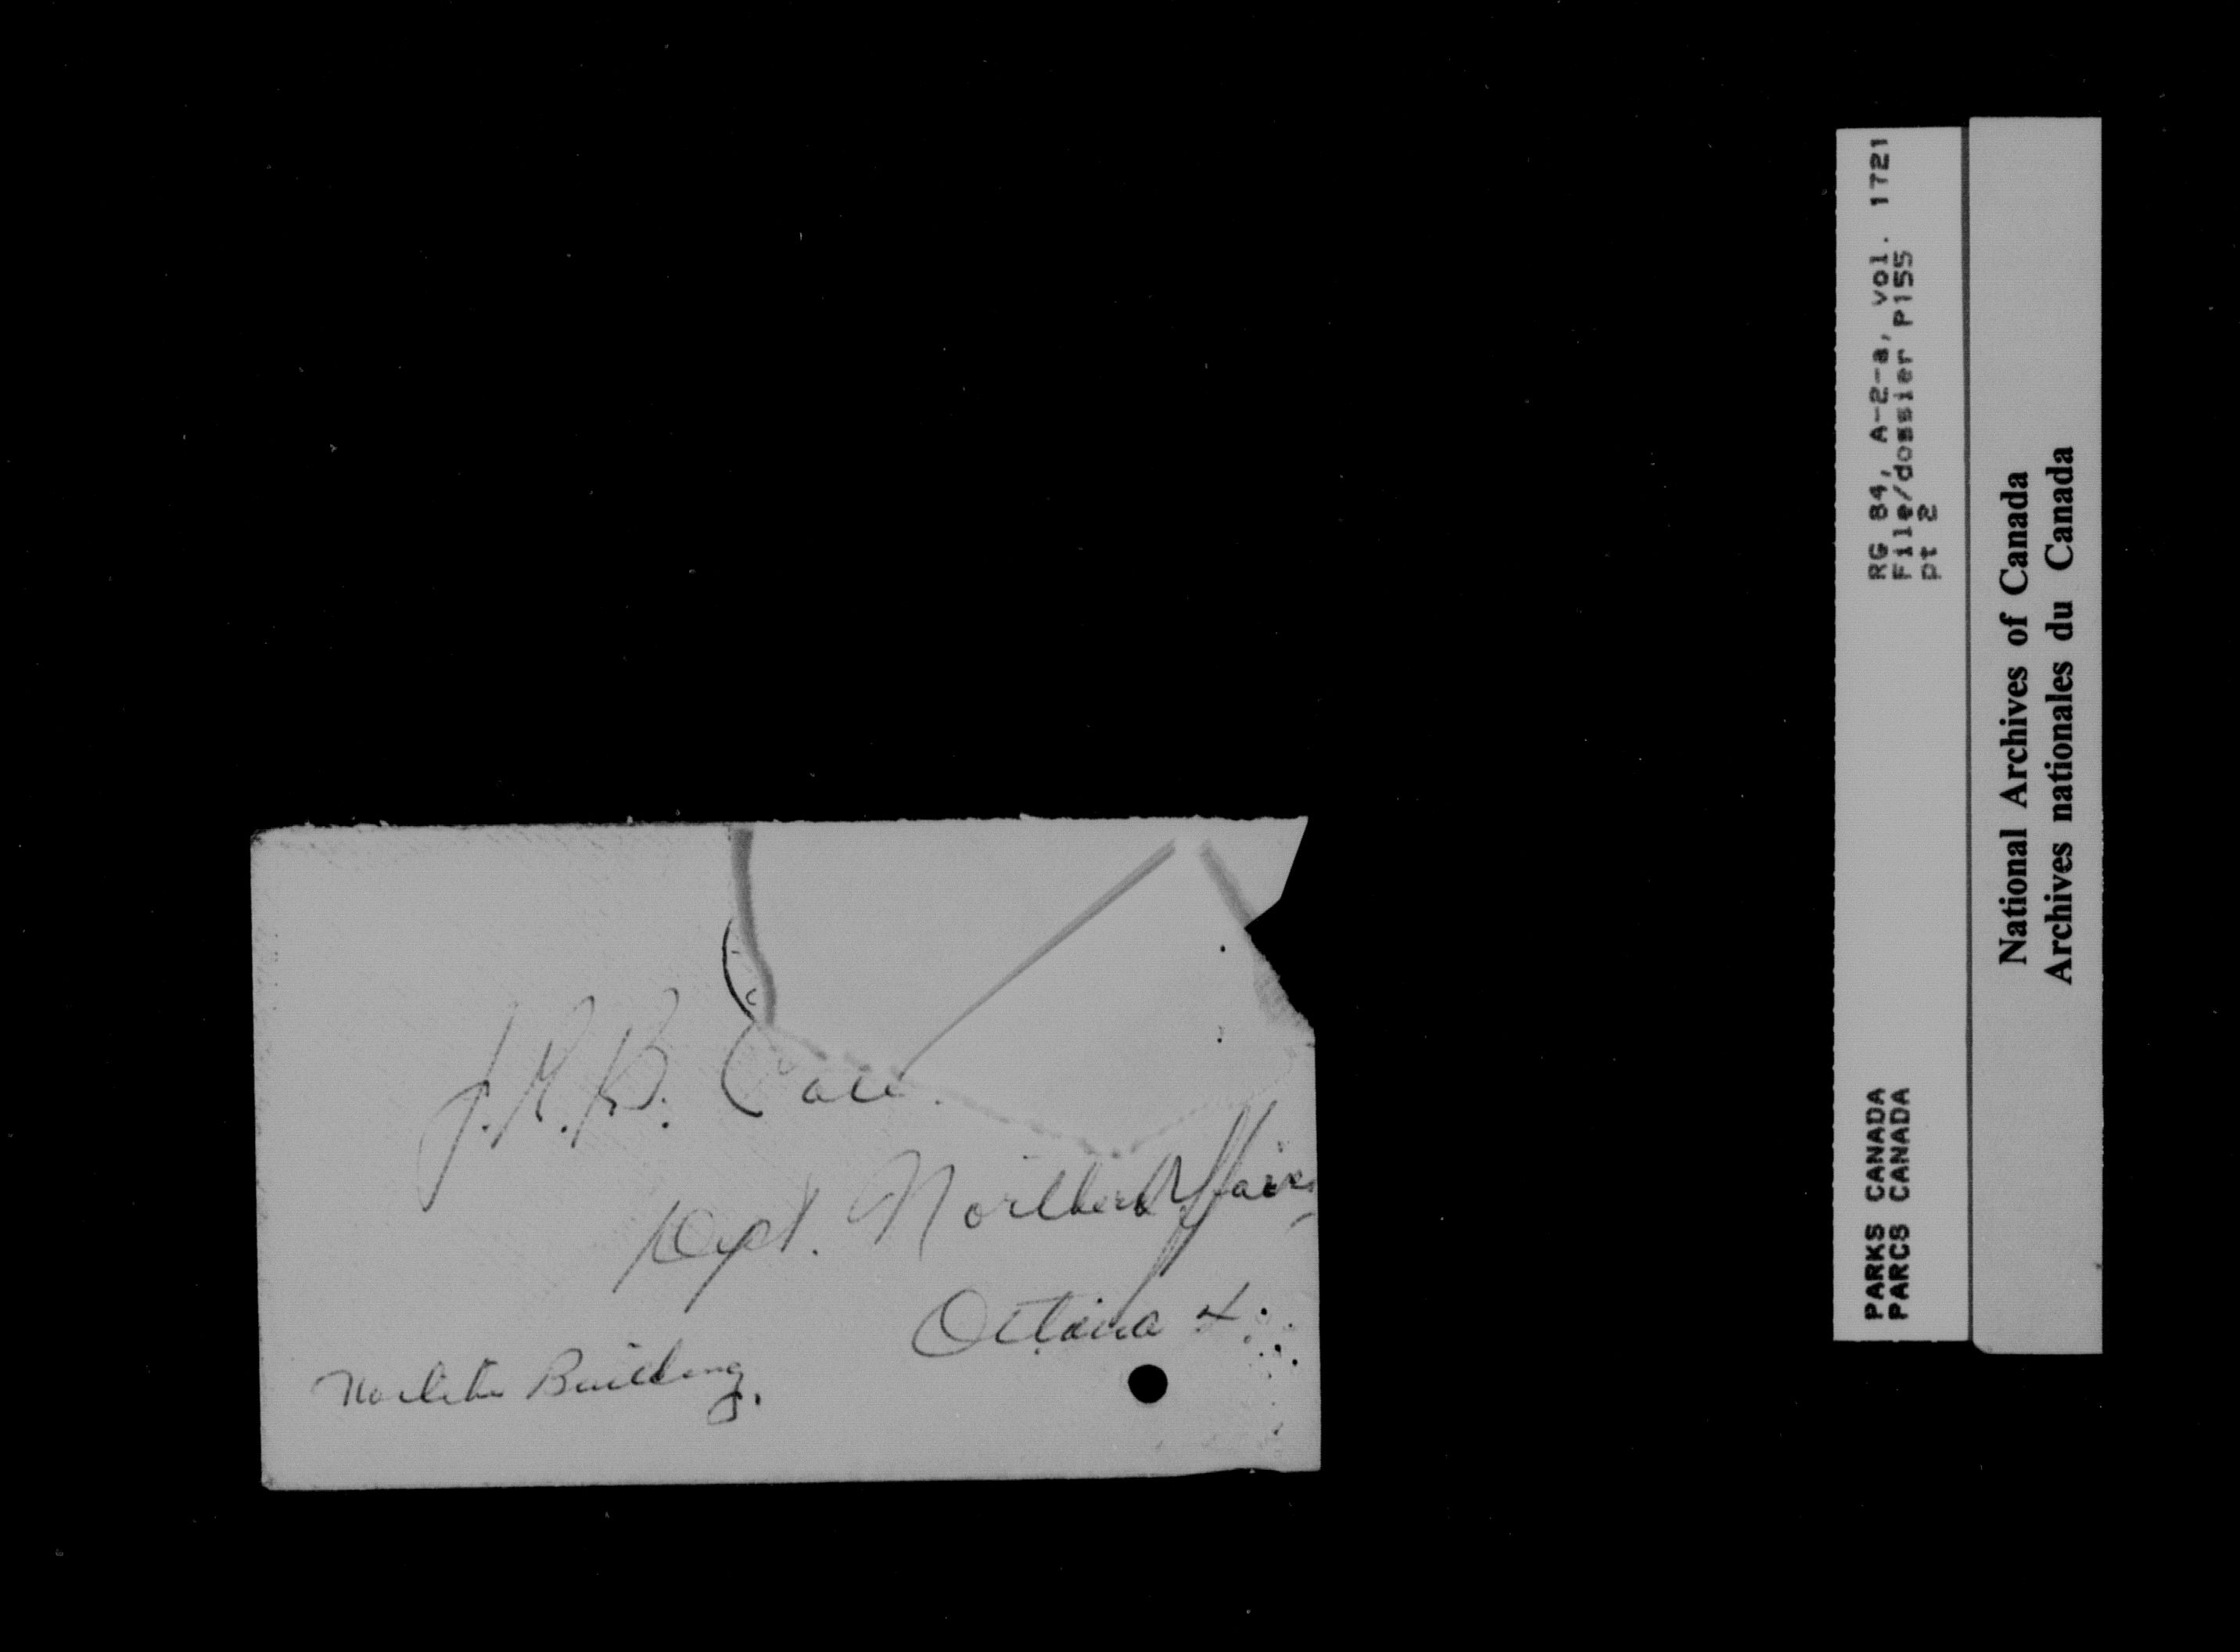 J.R.B. Coleman.
Dept. Northern Affairs
Ottawa 4.
Norlite Building.
RG 84, A-2-a, vol. 1721
File/dossier P155
pt 2
PARKS CANADA
PARCS CANADA
National Archives of Canada
Archives nationales du Canada